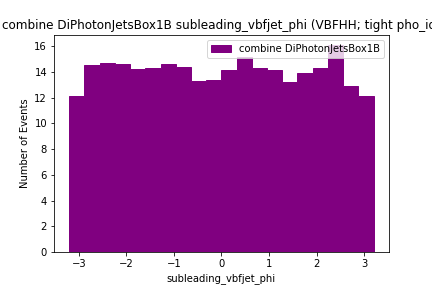 combine DiPhotonJetsBox1B subleading_vbfjet_phi (VBFHH; tight pho_id
combine DiPhotonJetsBox1B
16
14
12
10
8
6
4
2
0
Number of Events
−3 −2 −1 0 1 2 3
subleading_vbfjet_phi